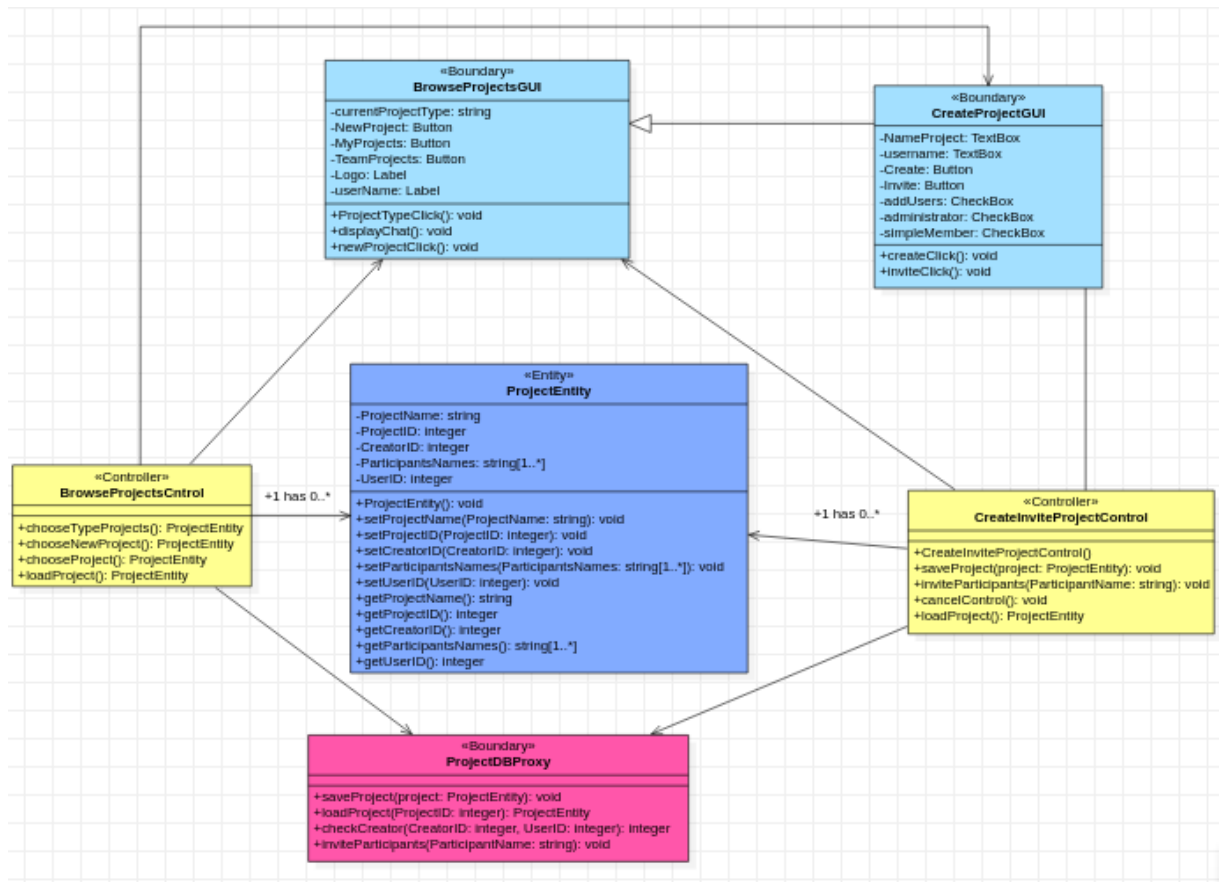 «Boundary»
BrowseProjectsGUI
-currentProjectType: string
-NewProject: Button
-MyProjects: Button
-TeamProjects: Button
-Logo: Label
-userName: Label
+ProjectTypeClick(): void
+displayChat(): void
+newProjectClick(): void
«Boundary»
CreateProjectGUI
-NameProject: TextBox
-username: TextBox
-Create: Button
-Invite: Button
-addUsers: CheckBox
-administrator: CheckBox
-simpleMember: CheckBox
+createClick(): void
+inviteClick(): void
«Entity»
ProjectEntity
-ProjectName: string
-ProjectID: integer
-CreatorID: integer
-ParticipantsNames: string[1..*]
-UserID: integer
+ProjectEntity(): void
+setProjectName(ProjectName: string): void
+setProjectID(ProjectID: integer): void
+setCreatorID(CreatorID: integer): void
+setParticipantsNames(ParticipantsNames: string[1..*]): void
+setUserID(UserID: integer): void
+getProjectName(): string
+getProjectID(): integer
+getCreatorID(): integer
+getParticipantsNames(): string[1..*]
+getUserID(): integer
«Controller»
BrowseProjectsCntrol
+chooseTypeProjects(): ProjectEntity
+chooseNewProject(): ProjectEntity
+chooseProject(): ProjectEntity
+loadProject(): ProjectEntity
+1 has 0..*
+1 has 0..*
«Controller»
CreateInviteProjectControl
+CreateInviteProjectControl()
+saveProject(project: ProjectEntity): void
+inviteParticipants(ParticipantName: string): void
+cancelControl(): void
+loadProject(): ProjectEntity
«Boundary»
ProjectDBProxy
+saveProject(project: ProjectEntity): void
+loadProject(ProjectID: integer): ProjectEntity
+checkCreator(CreatorID: integer, UserID: integer): integer
+inviteParticipants(ParticipantName: string): void